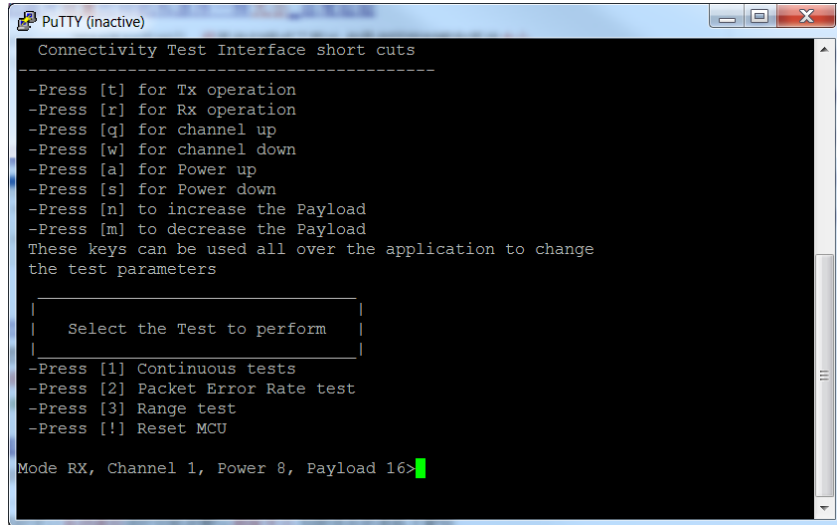 PuTTY (inactive)
Connectivity Test Interface short cuts
-----------------------------------------
-Press [t] for Tx operation
-Press [r] for Rx operation
-Press [q] for channel up
-Press [w] for channel down
-Press [a] for Power up
-Press [s] for Power down
-Press [n] to increase the Payload
-Press [m] to decrease the Payload
These keys can be used all over the application to change
the test parameters
Select the Test to perform
-Press [1] Continuous tests
-Press [2] Packet Error Rate test
-Press [3] Range test
-Press [!] Reset MCU
Mode RX, Channel 1, Power 8, Payload 16>